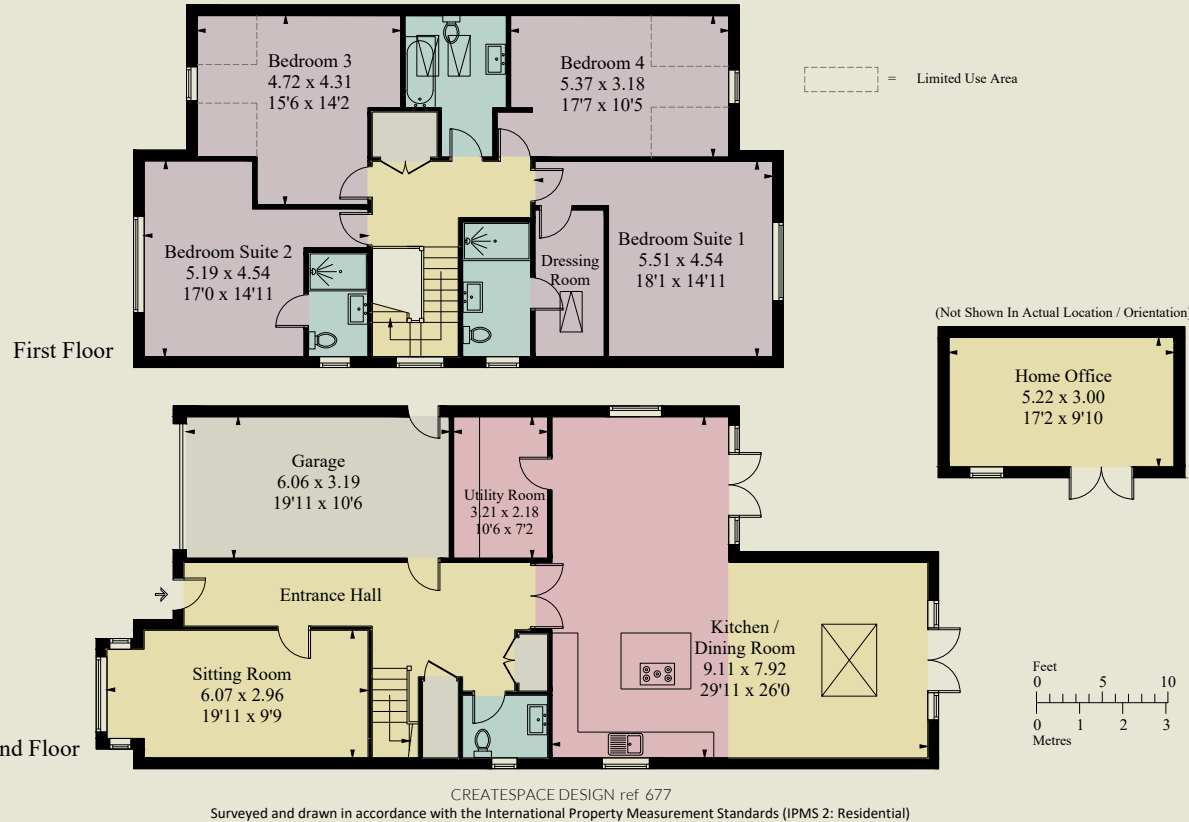 Bedroom 3
4.72 x 4.31
15'6 x 14'2
Bedroom 4
5.37 x 3.18
17'7 x 10'5
= Limited Use Area
Bedroom Suite 2
5.19 x 4.54
17'0 x 14'11
Dressing
Room
Bedroom Suite 1
5.51 x 4.54
18'1 x 14'11
First Floor
(Not Shown In Actual Location / Orientation)
Home Office
5.22 x 3.00
17'2 x 9'10
Garage
6.06 x 3.19
19'11 x 10'6
Utility Room
3.21 x 2.18
10'6 x 7'2
Entrance Hall
Sitting Room
6.07 x 2.96
19'11 x 9'9
Kitchen /
Dining Room
9.11 x 7.92
29'11 x 26'0
nd Floor
Feet
0 5 10
0 1 2 3
Metres
CREATESPACE DESIGN ref 677
Surveyed and drawn in accordance with the International Property Measurement Standards (IPMS 2: Residential)